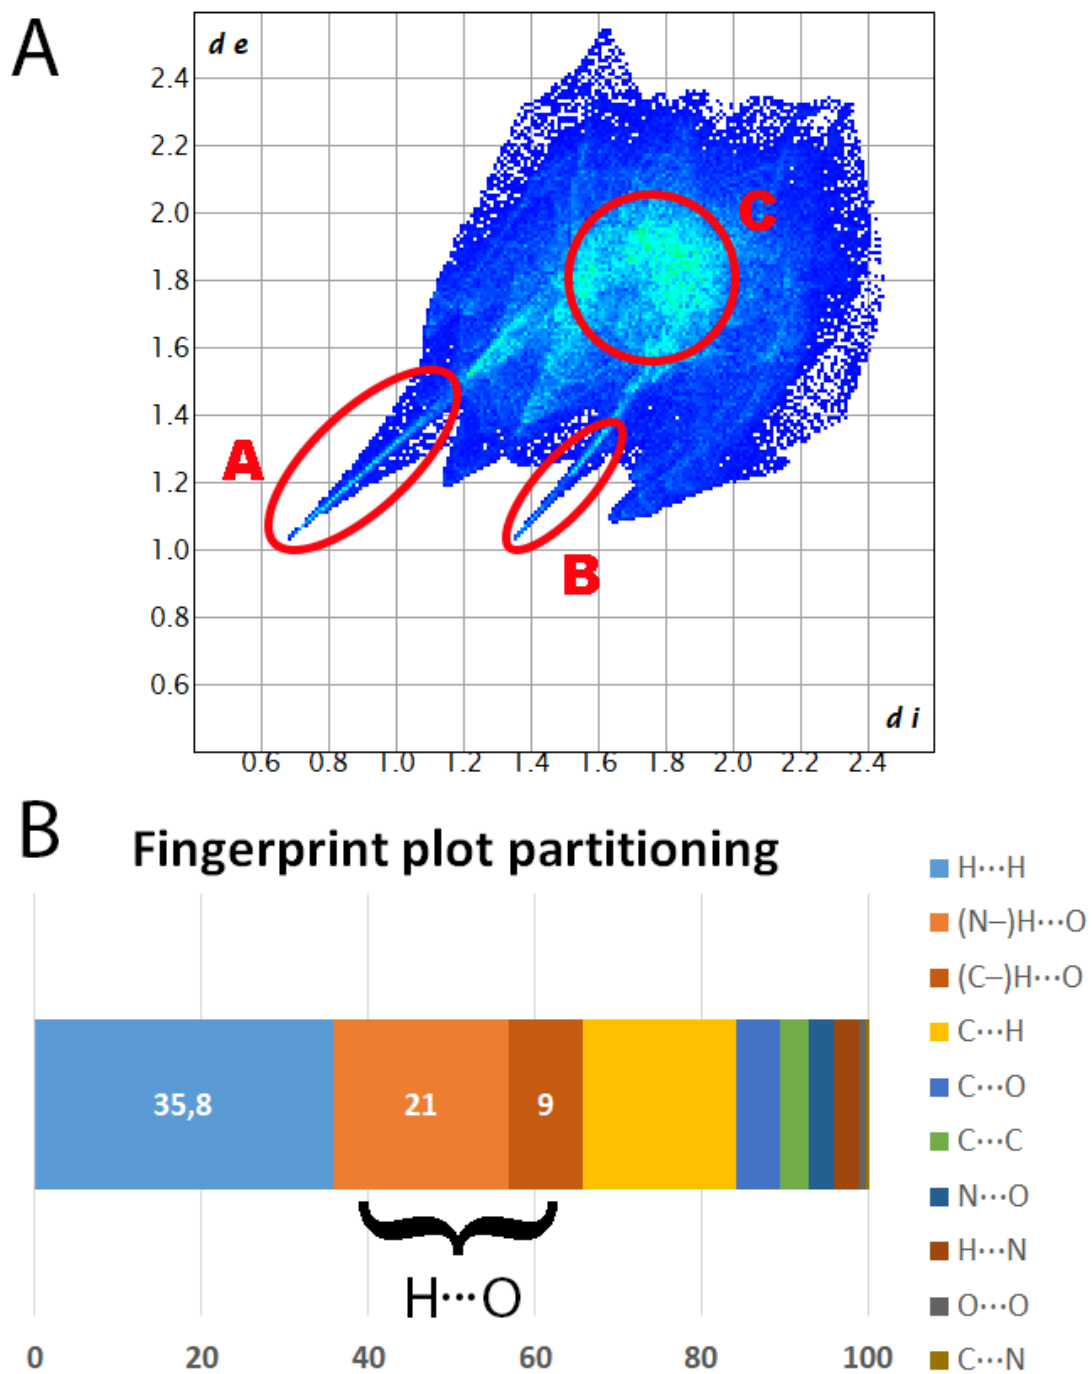 A
d e
2.4
2.2
2.0
C
1.8
1.6
1.4
A
1.2
1.0
B
0.8
0.6
d i
0.6 0.8 1.0 1.2 1.4 1.6 1.8 2.0 2.2 2.4
B
Fingerprint plot partitioning
H···H
(N–)H···O
(C–)H···O
C···H
C···O
C···C
N···O
H···N
O···O
C···N
35,8 21 9
H···O
0 20 40 60 80 100